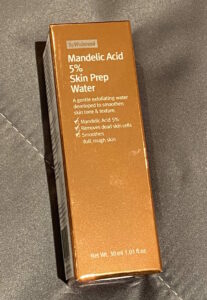 By Wishtrend
Mandelic Acid
5%
Skin Prep
Water
A gentle exfoliating water
developed to smoothes
skin tone & texture.
Mandelic Acid 5%
Removes dead skin cells
Smoothes
dull, rough skin
Net Wt. 30 ml 1.01 fl.oz